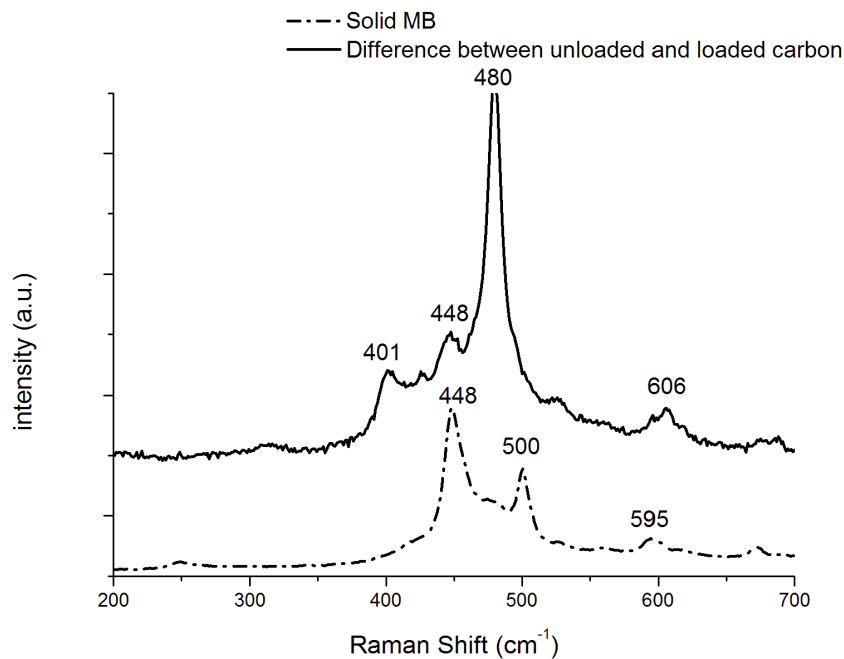 Solid MB
Difference between unloaded and loaded carbon
480
448
401
606
448
500
595
intensity (a.u.)
200 300 400 500 600 700
Raman Shift (cm⁻¹)